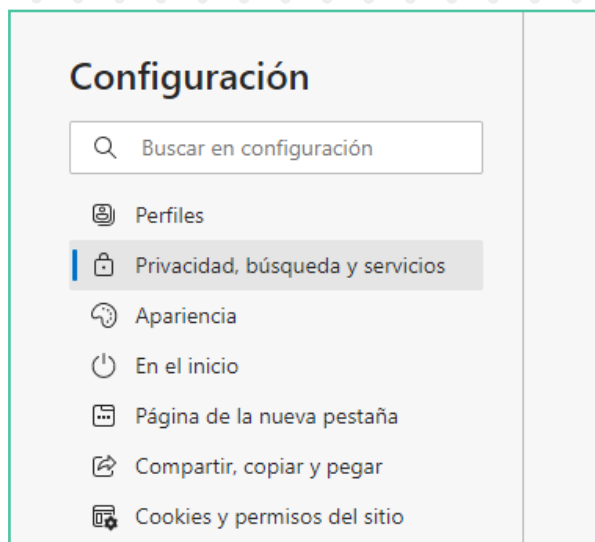 Configuración
Buscar en configuración
Perfiles
Privacidad, búsqueda y servicios
Apariencia
En el inicio
Página de la nueva pestaña
Compartir, copiar y pegar
Cookies y permisos del sitio